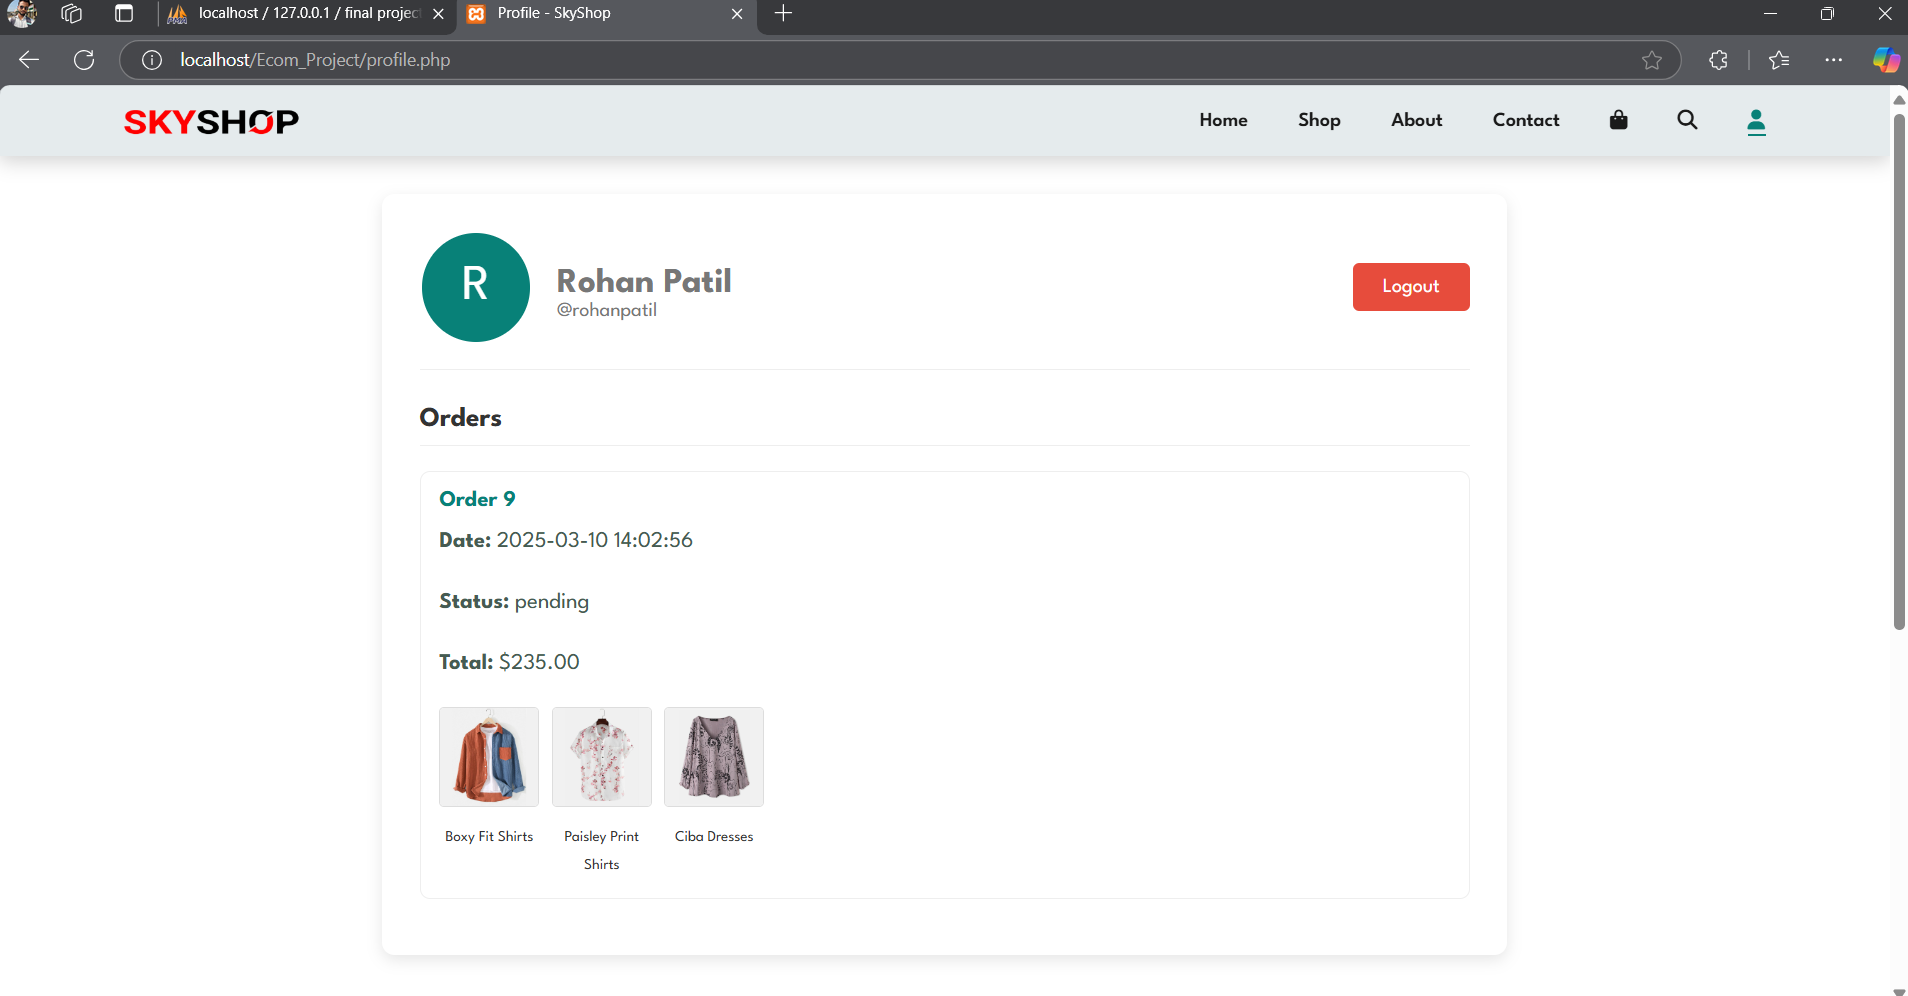 localhost / 127.0.0.1 / final projec
Profile - SkyShop
localhost/Ecom_Project/profile.php
SKYSHOP
Home
Shop
About
Contact
R
Rohan Patil
@rohanpatil
Logout
Orders
Order 9
Date: 2025-03-10 14:02:56
Status: pending
Total: $235.00
Boxy Fit Shirts
Paisley Print
Shirts
Ciba Dresses